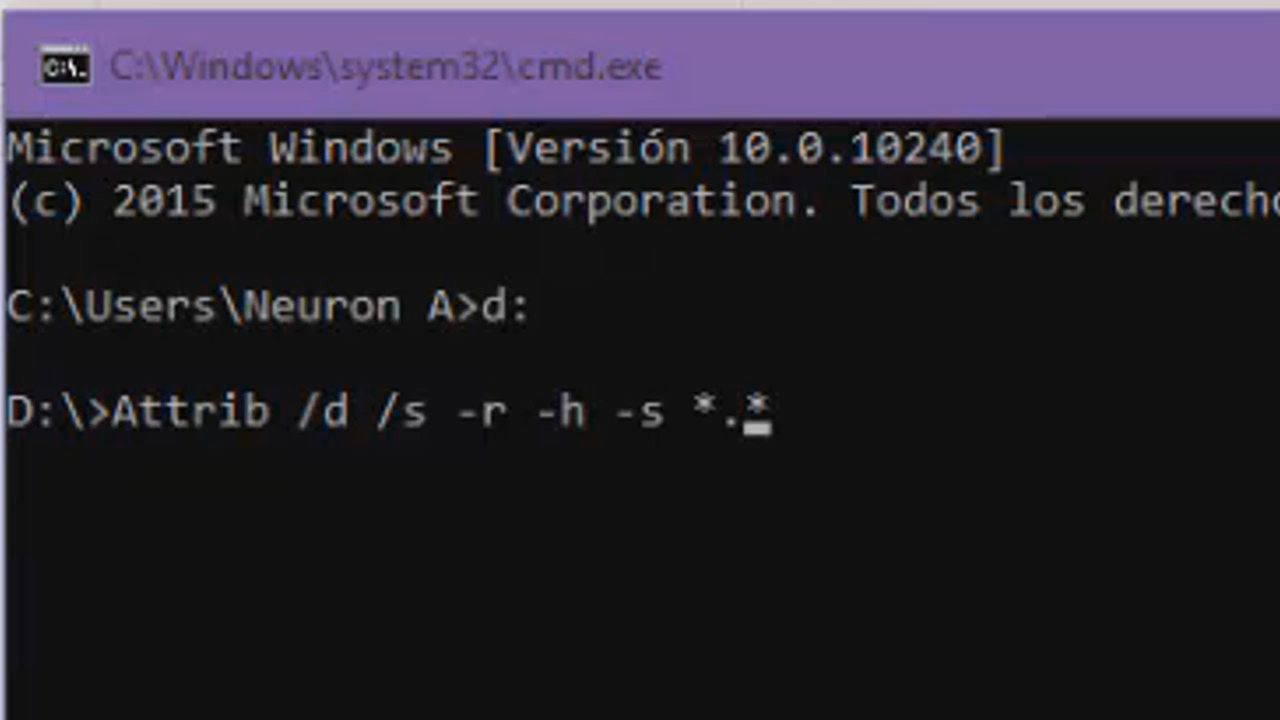 C:\Windows\system32\cmd.exe
Microsoft Windows [Versión 10.0.10240]
(c) 2015 Microsoft Corporation. Todos los
C:\Users\Neuron A>d:
D:\>Attrib /d /s -r -h -s *.*